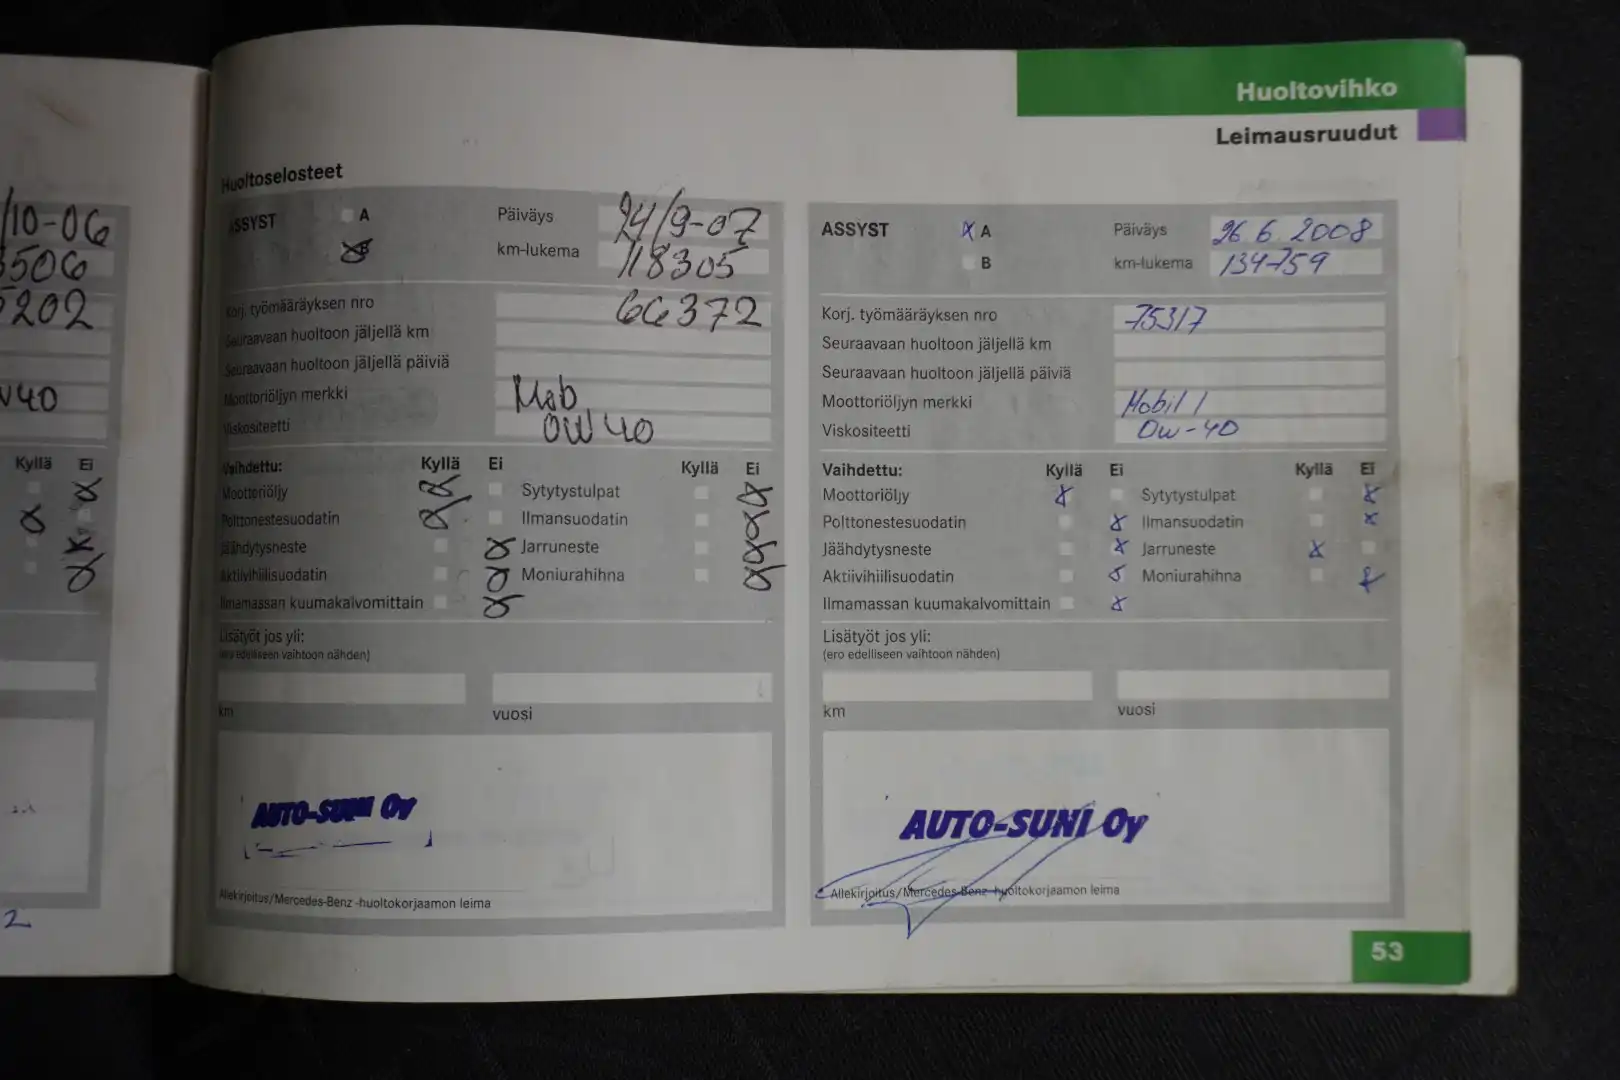 Huoltovihko
Leimausruudut
/10-06
5506
5202
W40
Kyllä Ei
2
Huoltoselosteet
ASSYST A B
Päiväys 24/9-07
km-lukema 118305
Korj. työmääräyksen nro 66372
Seuraavaan huoltoon jäljellä km
Seuraavaan huoltoon jäljellä päiviä
Moottoriöljyn merkki Mob
Viskositeetti 0W40
Vaihdettu: Kyllä Ei Kyllä Ei
Moottoriöljy Sytytystulpat
Polttonestesuodatin Ilmansuodatin
Jäähdytysneste Jarruneste
Aktiivihiilisuodatin Moniurahihna
Ilmamassan kuumakalvomittain
Lisätyöt jos yli:
(ero edelliseen vaihtoon nähden)
km vuosi
AUTO-SUNI Oy
Allekirjoitus/Mercedes-Benz -huoltokorjaamon leima
ASSYST x A B
Päiväys 26.6.2008
km-lukema 134759
Korj. työmääräyksen nro 75317
Seuraavaan huoltoon jäljellä km
Seuraavaan huoltoon jäljellä päiviä
Moottoriöljyn merkki Mobil 1
Viskositeetti 0w-40
Vaihdettu: Kyllä Ei Kyllä Ei
Moottoriöljy x Sytytystulpat x
Polttonestesuodatin x Ilmansuodatin x
Jäähdytysneste x Jarruneste x
Aktiivihiilisuodatin x Moniurahihna x
Ilmamassan kuumakalvomittain x
Lisätyöt jos yli:
(ero edelliseen vaihtoon nähden)
km vuosi
AUTO-SUNI Oy
Allekirjoitus/Mercedes-Benz -huoltokorjaamon leima
53